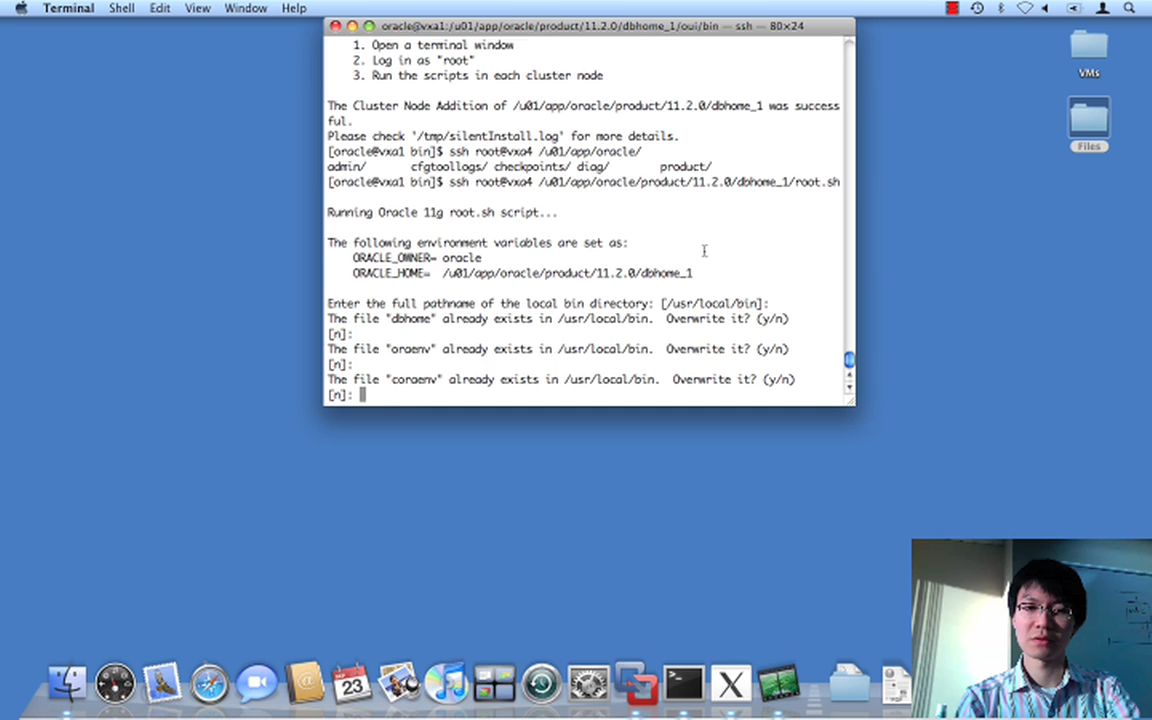 Terminal Shell Edit View Window Help
oracle@vxa1:/u01/app/oracle/product/11.2.0/dbhome_1/oui/bin — ssh — 80×24
1. Open a terminal window
2. Log in as "root"
3. Run the scripts in each cluster node
The Cluster Node Addition of /u01/app/oracle/product/11.2.0/dbhome_1 was success
ful.
Please check '/tmp/silentInstall.log' for more details.
[oracle@vxa1 bin]$ ssh root@vxa4 /u01/app/oracle/
admin/ cfgtoollogs/ checkpoints/ diag/ product/
[oracle@vxa1 bin]$ ssh root@vxa4 /u01/app/oracle/product/11.2.0/dbhome_1/root.sh
Running Oracle 11g root.sh script...
The following environment variables are set as:
ORACLE_OWNER= oracle
ORACLE_HOME= /u01/app/oracle/product/11.2.0/dbhome_1
Enter the full pathname of the local bin directory: [/usr/local/bin]:
The file "dbhome" already exists in /usr/local/bin. Overwrite it? (y/n)
[n]:
The file "oraenv" already exists in /usr/local/bin. Overwrite it? (y/n)
[n]:
The file "coraenv" already exists in /usr/local/bin. Overwrite it? (y/n)
[n]:
VMs
Files
23